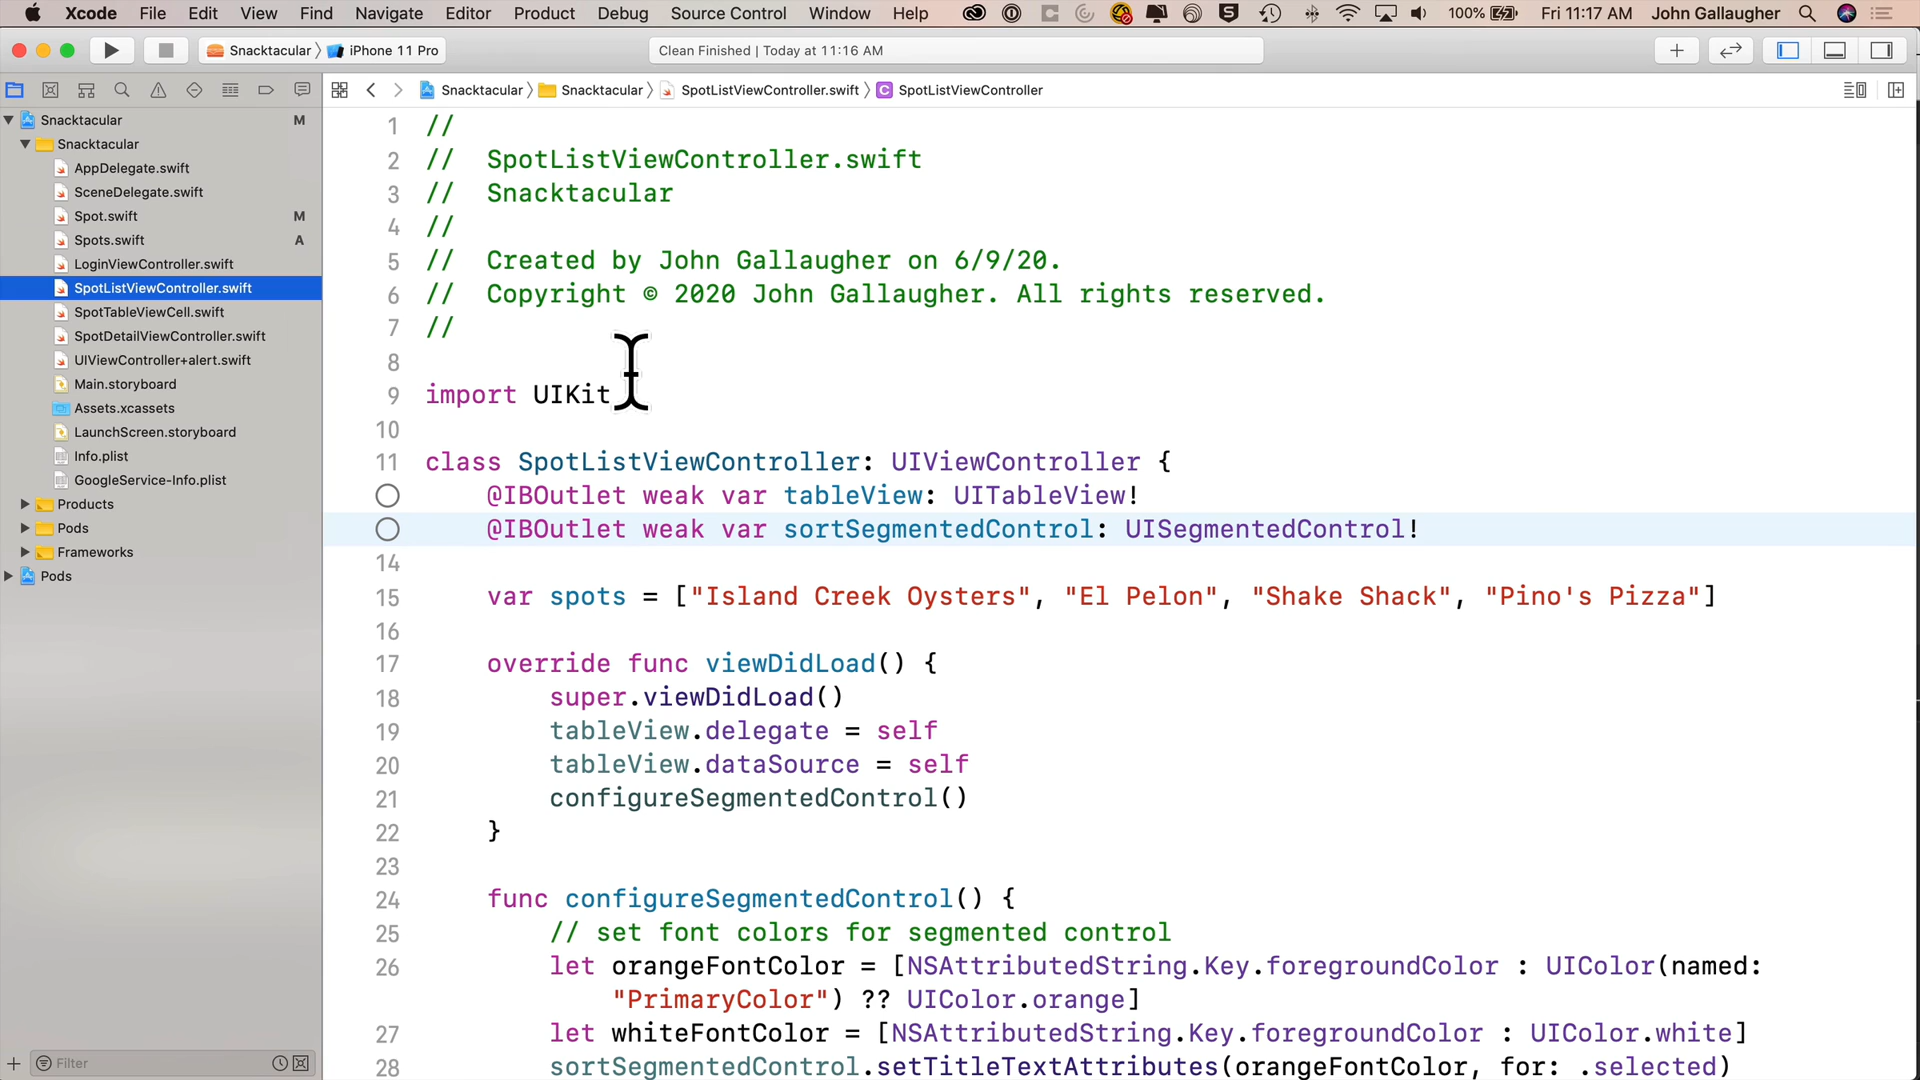 Xcode File Edit View Find Navigate Editor Product Debug Source Control Window Help 100% Fri 11:17 AM John Gallaugher
Snacktacular iPhone 11 Pro Clean Finished | Today at 11:16 AM
Snacktacular Snacktacular SpotListViewController.swift C SpotListViewController
Snacktacular M
Snacktacular
AppDelegate.swift
SceneDelegate.swift
Spot.swift M
Spots.swift A
LoginViewController.swift
SpotListViewController.swift
SpotTableViewCell.swift
SpotDetailViewController.swift
UIViewController+alert.swift
Main.storyboard
Assets.xcassets
LaunchScreen.storyboard
Info.plist
GoogleService-Info.plist
Products
Pods
Frameworks
Pods
Filter
1 //
2 // SpotListViewController.swift
3 // Snacktacular
4 //
5 // Created by John Gallaugher on 6/9/20.
6 // Copyright © 2020 John Gallaugher. All rights reserved.
7 //
8
9 import UIKit
10
11 class SpotListViewController: UIViewController {
@IBOutlet weak var tableView: UITableView!
@IBOutlet weak var sortSegmentedControl: UISegmentedControl!
14
15 var spots = ["Island Creek Oysters", "El Pelon", "Shake Shack", "Pino's Pizza"]
16
17 override func viewDidLoad() {
18 super.viewDidLoad()
19 tableView.delegate = self
20 tableView.dataSource = self
21 configureSegmentedControl()
22 }
23
24 func configureSegmentedControl() {
25 // set font colors for segmented control
26 let orangeFontColor = [NSAttributedString.Key.foregroundColor : UIColor(named:
"PrimaryColor") ?? UIColor.orange]
27 let whiteFontColor = [NSAttributedString.Key.foregroundColor : UIColor.white]
28 sortSegmentedControl.setTitleTextAttributes(orangeFontColor, for: .selected)